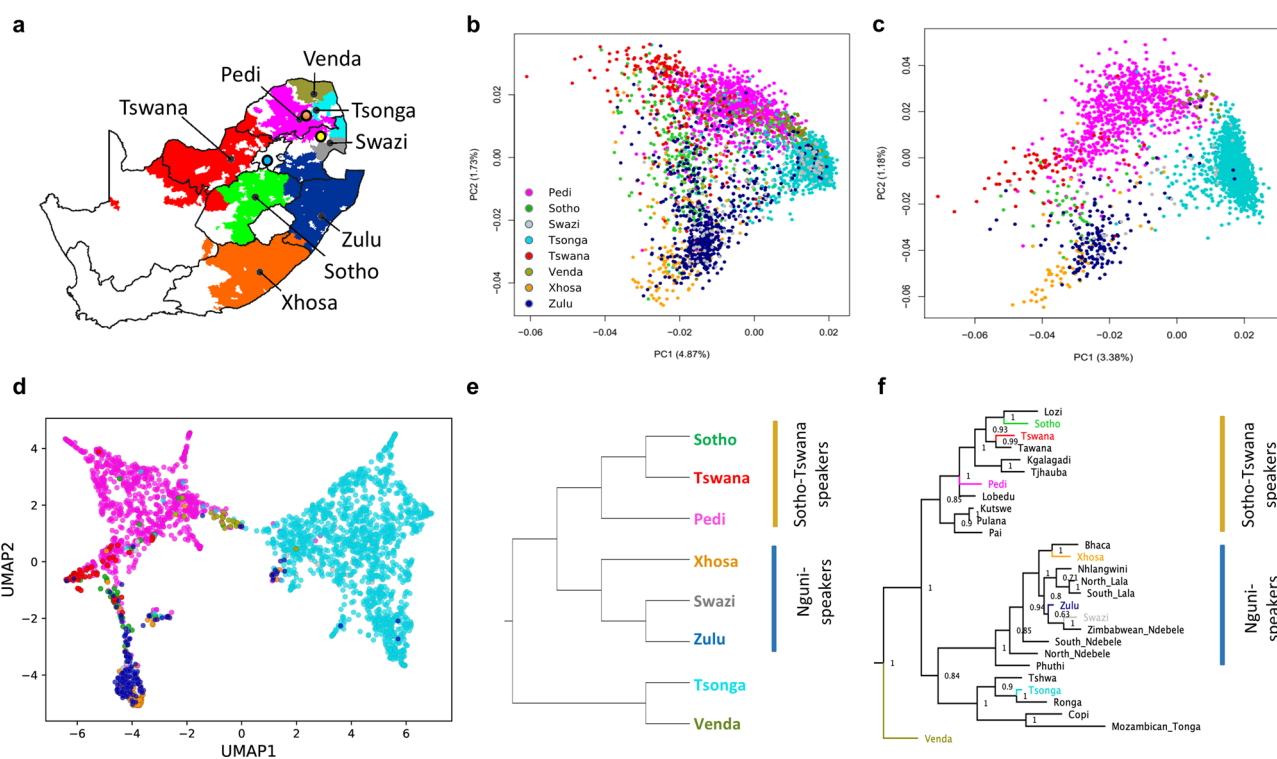 a
Venda
Pedi
Tswana
Tsonga
Swazi
Zulu
Sotho
Xhosa
b
PC2 (1.73%)
0.02
0.00
−0.02
−0.04
Pedi
Sotho
Swazi
Tsonga
Tswana
Venda
Xhosa
Zulu
−0.06
−0.04
−0.02
0.00
0.02
PC1 (4.87%)
c
PC2 (1.18%)
0.04
0.02
0.00
−0.02
−0.04
−0.06
−0.06
−0.04
−0.02
0.00
0.02
PC1 (3.38%)
d
UMAP2
4
2
0
−2
−4
−6
−4
−2
0
2
4
6
UMAP1
e
Sotho
Tswana
Pedi
Xhosa
Swazi
Zulu
Tsonga
Venda
Sotho-Tswana
speakers
Nguni-
speakers
f
Lozi
1
Sotho
0.93
Tswana
1
0.99
Tawana
Kgalagadi
1
Tjhauba
1
Pedi
0.85
Lobedu
Kutswe
1
0.9
Pulana
Pai
1
Bhaca
1
Xhosa
Nhlangwini
1
0.71
North_Lala
1
South_Lala
0.8
Zulu
0.94
0.63
Swazi
1
Zimbabwean_Ndebele
0.85
South_Ndebele
1
North_Ndebele
1
Phuthi
0.84
Tshwa
0.9
Tsonga
1
Ronga
1
Copi
1
Mozambican_Tonga
1
Venda
Sotho-Tswana
speakers
Nguni-
speakers